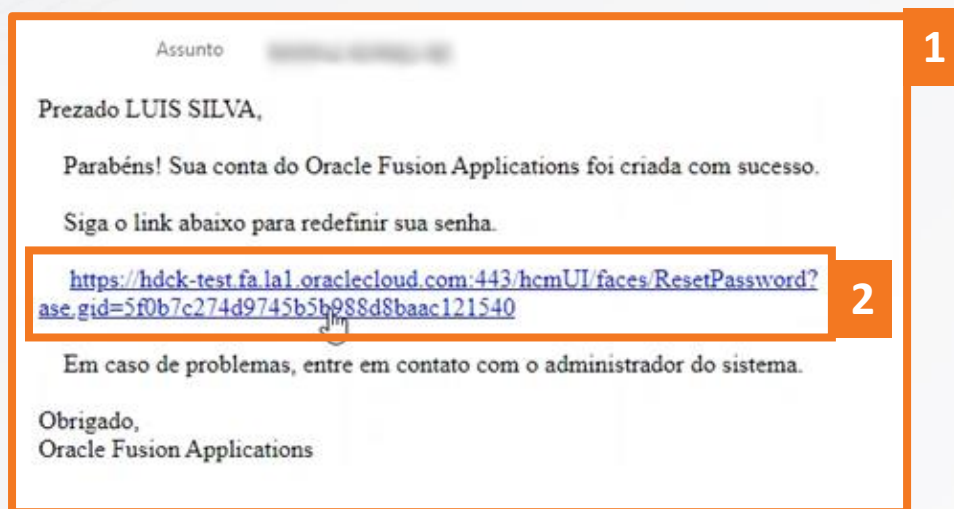 1
Assunto
Prezado LUIS SILVA,
Parabéns! Sua conta do Oracle Fusion Applications foi criada com sucesso.
Siga o link abaixo para redefinir sua senha.
https://hdck-test.fa.la1.oraclecloud.com:443/hcmUI/faces/ResetPassword?
ase.gid=5f0b7c274d9745b5b988d8baac121540
2
Em caso de problemas, entre em contato com o administrador do sistema.
Obrigado,
Oracle Fusion Applications